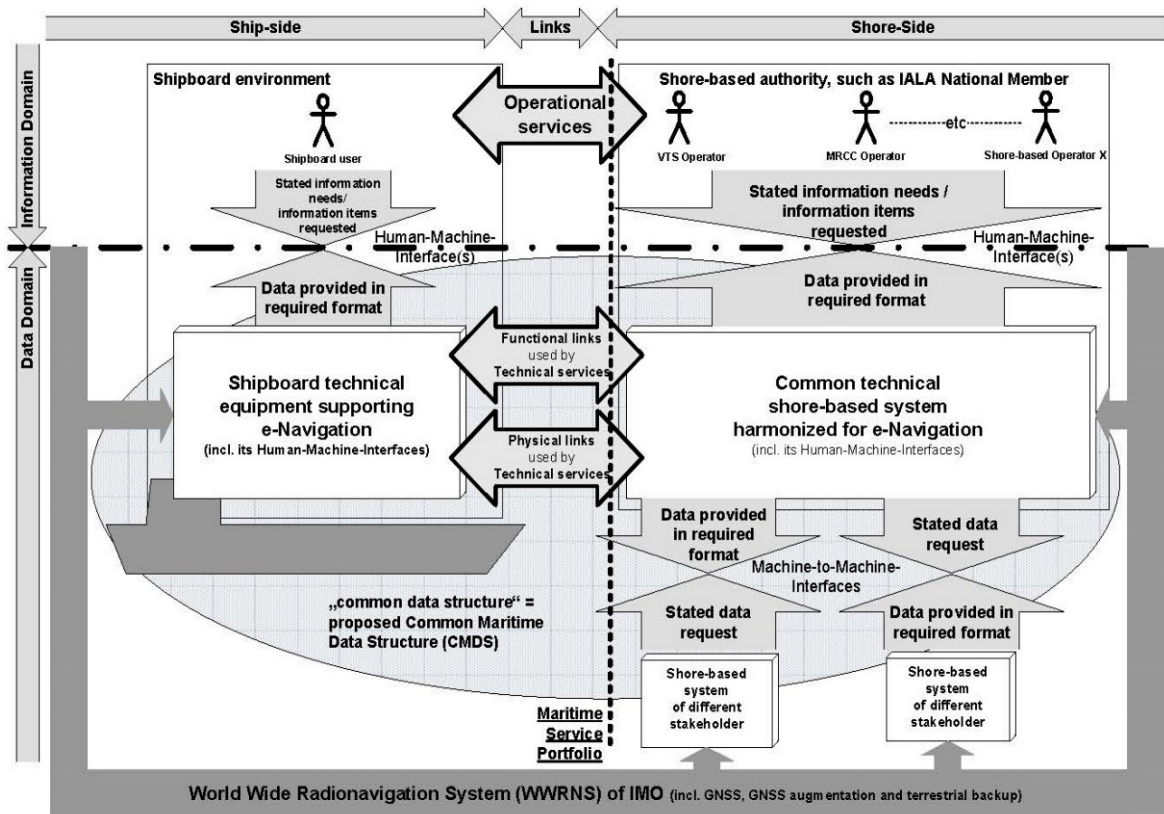 Ship-side
Links
Shore-Side
Information Domain
Data Domain
Shipboard environment
Shipboard user
Operational
services
Shore-based authority, such as IALA National Member
VTS Operator
MRCC Operator
etc
Shore-based Operator X
Stated information
needs/
information items
requested
Human-Machine-
Interface(s)
Data provided in
required format
Stated information needs /
information items
requested
Human-Machine-
Interface(s)
Data provided in
required format
Shipboard technical
equipment supporting
e-Navigation
(incl. its Human-Machine-Interfaces)
Functional links
used by
Technical services
Physical links
used by
Technical services
Common technical
shore-based system
harmonized for e-Navigation
(incl. its Human-Machine-Interfaces)
Data provided
in required
format
Stated data
request
Machine-to-Machine-
Interfaces
Stated data
request
Data provided
in required format
„common data structure“ =
proposed Common Maritime
Data Structure (CMDS)
Shore-based
system
of different
stakeholder
Shore-based
system
of different
stakeholder
Maritime
Service
Portfolio
World Wide Radionavigation System (WWRNS) of IMO (incl. GNSS, GNSS augmentation and terrestrial backup)